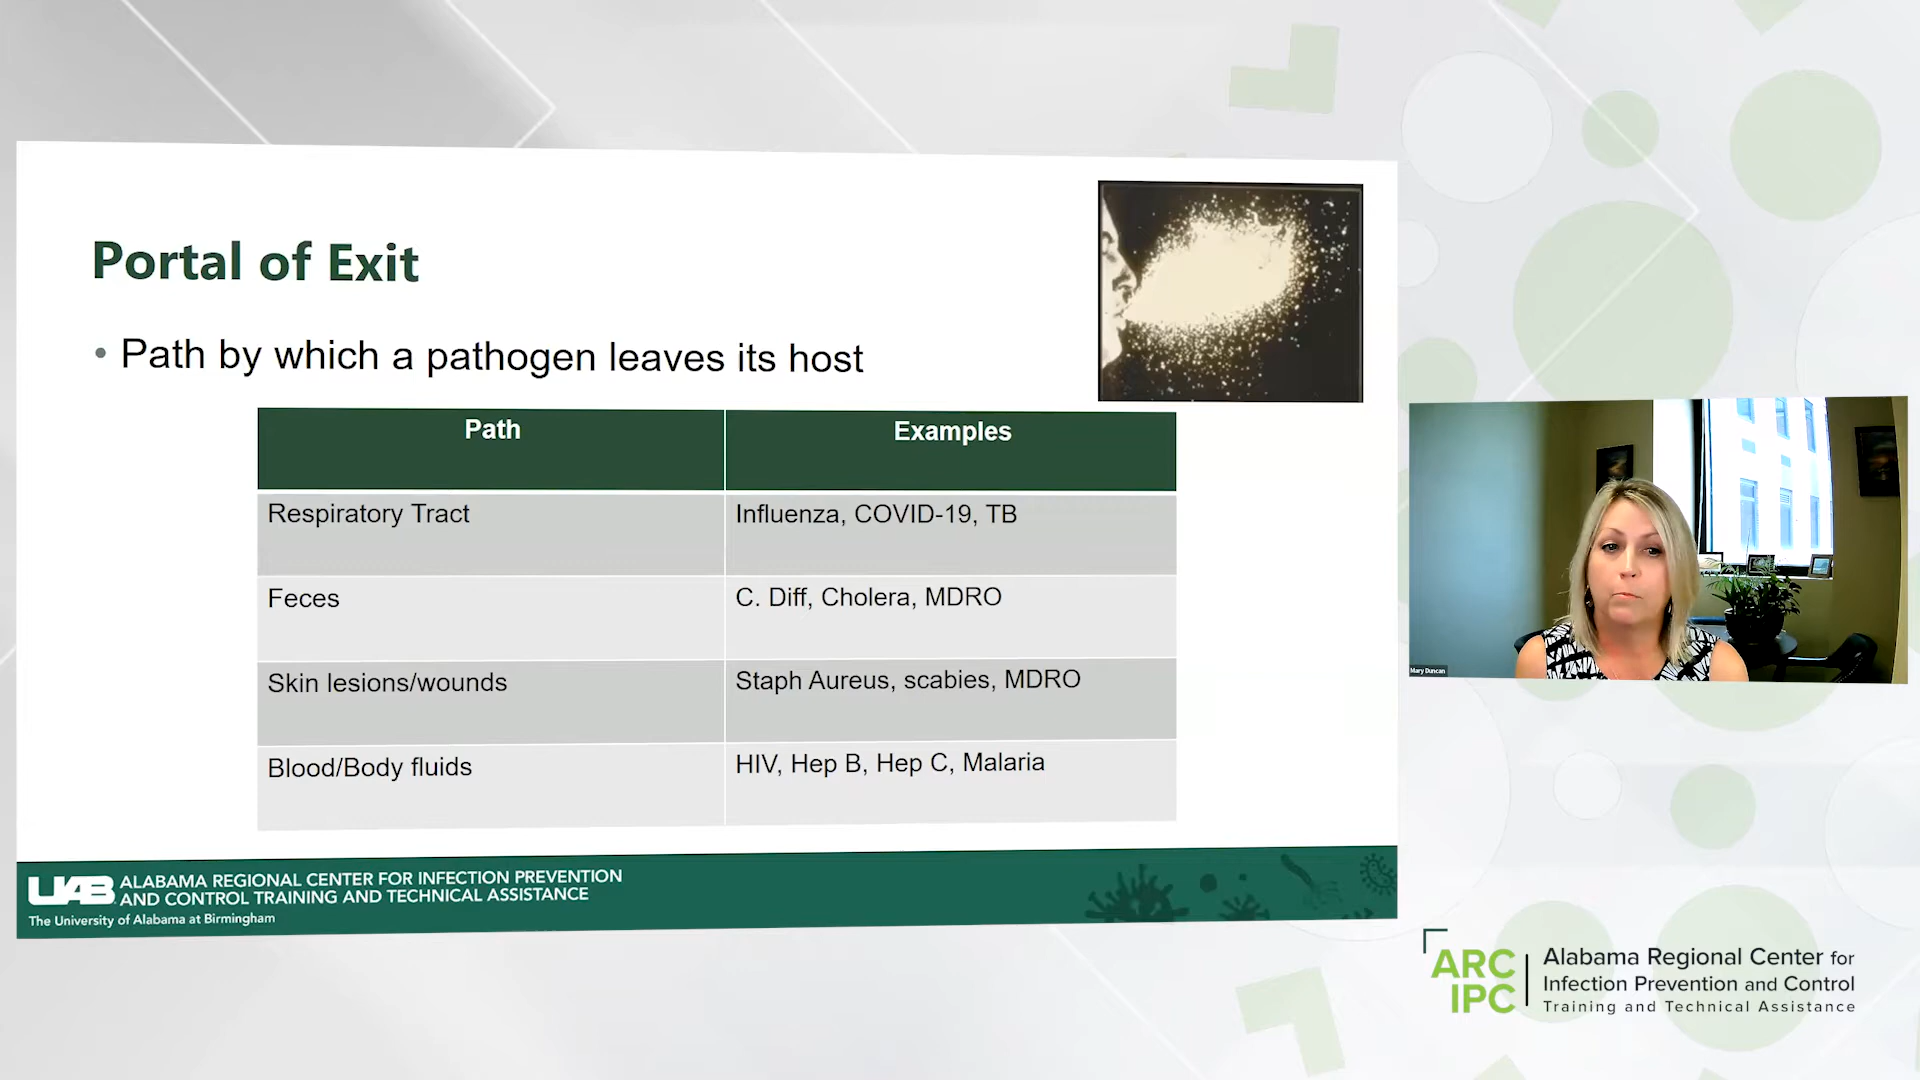 Portal of Exit
• Path by which a pathogen leaves its host
Path
Examples
Respiratory Tract
Influenza, COVID-19, TB
Feces
C. Diff, Cholera, MDRO
Skin lesions/wounds
Staph Aureus, scabies, MDRO
Blood/Body fluids
HIV, Hep B, Hep C, Malaria
UAB
ALABAMA REGIONAL CENTER FOR INFECTION PREVENTION
AND CONTROL TRAINING AND TECHNICAL ASSISTANCE
The University of Alabama at Birmingham
Mary Duncan
ARC
IPC
Alabama Regional Center for
Infection Prevention and Control
Training and Technical Assistance